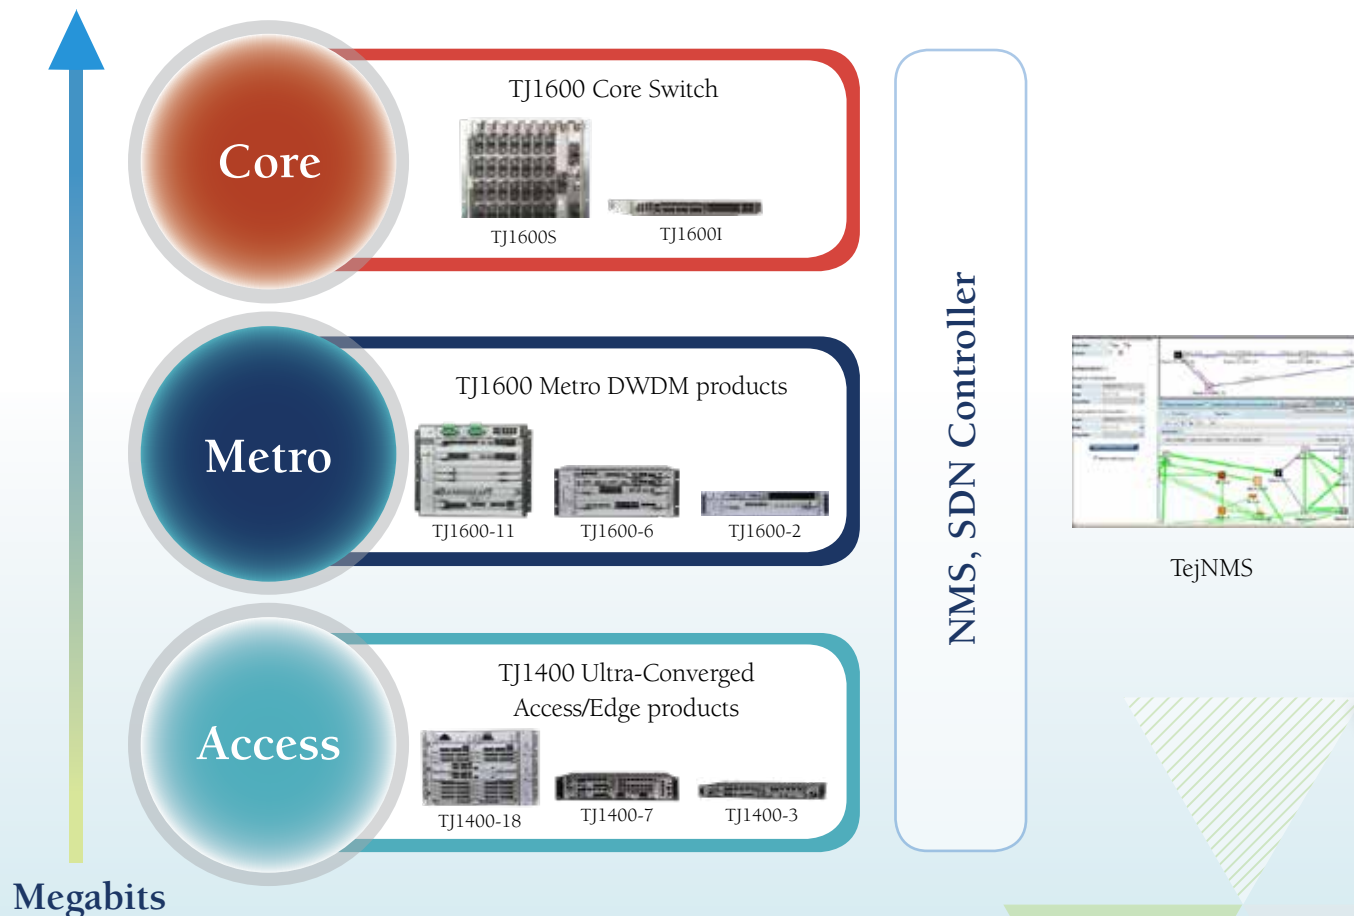 Core
TJ1600 Core Switch
TJ1600S
TJ1600I
Metro
TJ1600 Metro DWDM products
TJ1600-11
TJ1600-6
TJ1600-2
Access
TJ1400 Ultra-Converged
Access/Edge products
TJ1400-18
TJ1400-7
TJ1400-3
NMS, SDN Controller
TejNMS
Megabits